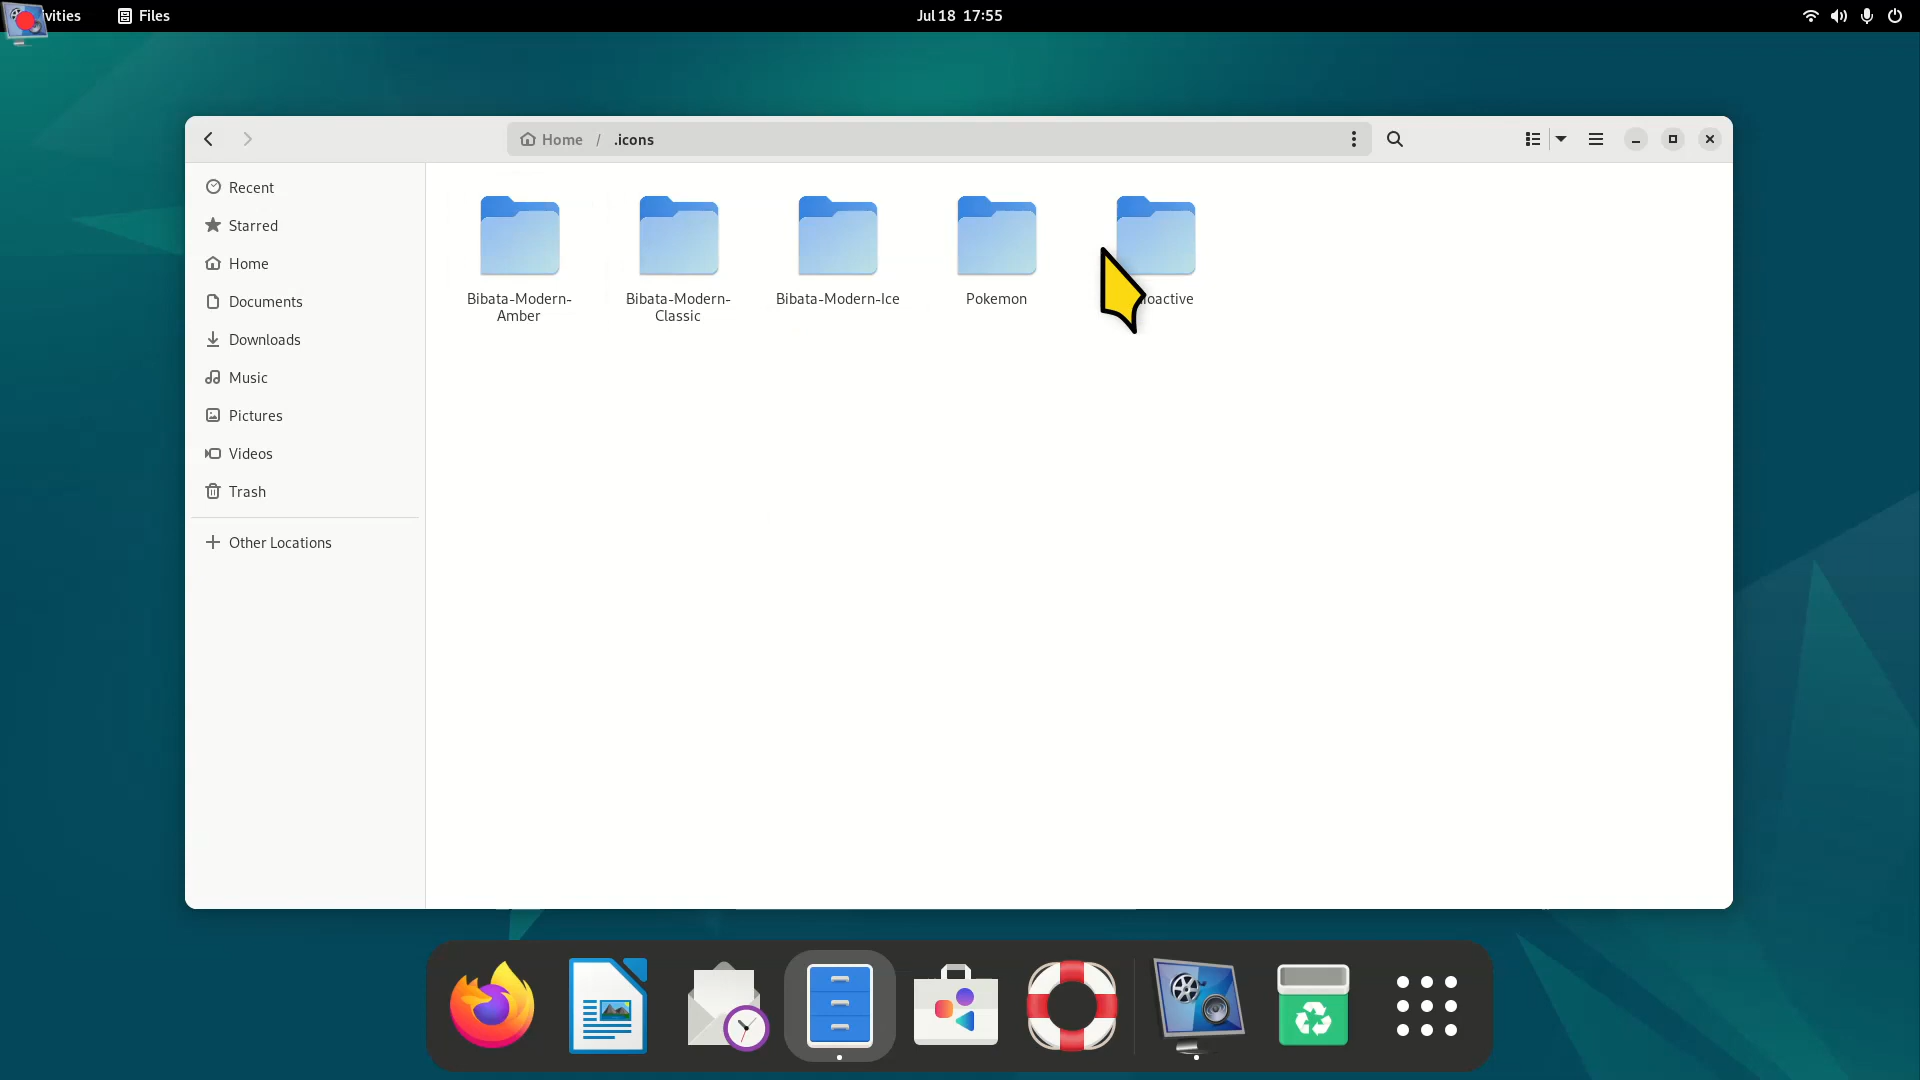 vities
Files
Jul 18 17:55
Home / .icons
Recent
Starred
Home
Documents
Downloads
Music
Pictures
Videos
Trash
Other Locations
Bibata-Modern-
Amber
Bibata-Modern-
Classic
Bibata-Modern-Ice
Pokemon
ioactive